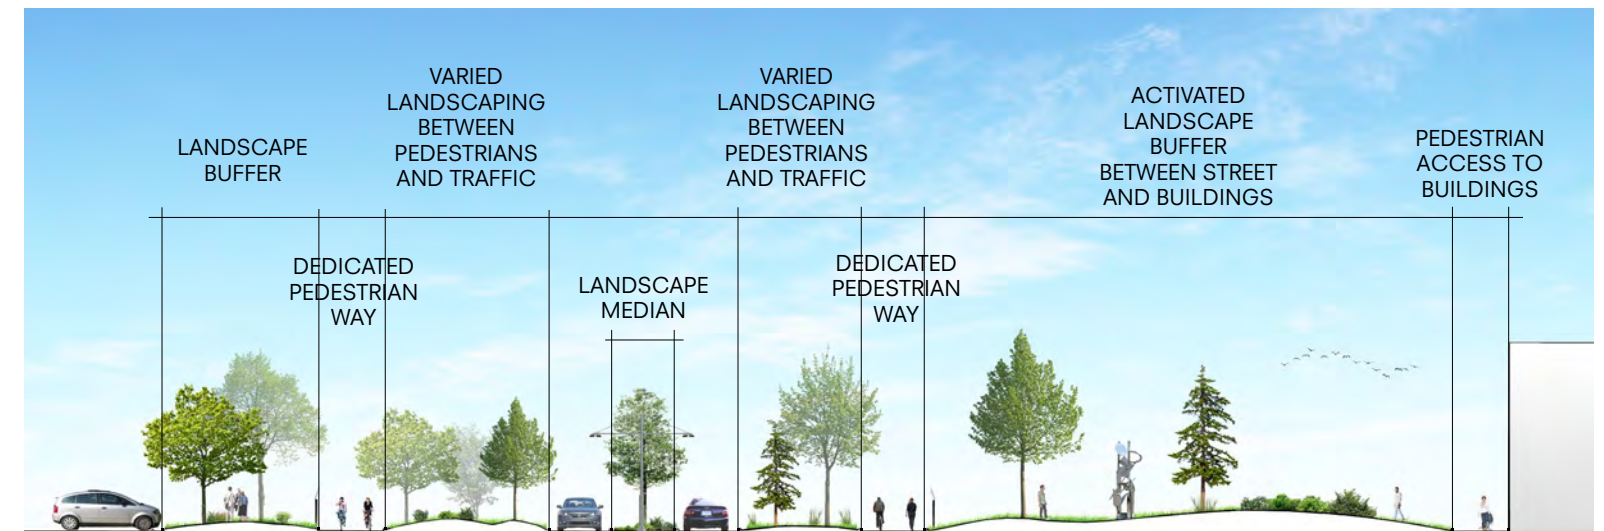 LANDSCAPE
BUFFER
DEDICATED
PEDESTRIAN
WAY
VARIED
LANDSCAPING
BETWEEN
PEDESTRIANS
AND TRAFFIC
LANDSCAPE
MEDIAN
VARIED
LANDSCAPING
BETWEEN
PEDESTRIANS
AND TRAFFIC
DEDICATED
PEDESTRIAN
WAY
ACTIVATED
LANDSCAPE
BUFFER
BETWEEN STREET
AND BUILDINGS
PEDESTRIAN
ACCESS TO
BUILDINGS